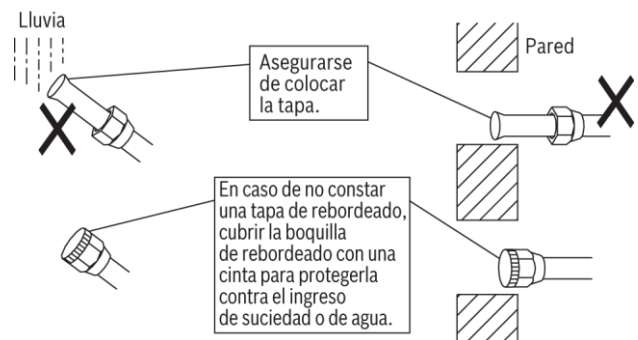 Lluvia
Asegurarse
de colocar
la tapa.
Pared
En caso de no constar
una tapa de rebordeado,
cubrir la boquilla
de rebordeado con una
cinta para protegerla
contra el ingreso
de suciedad o de agua.